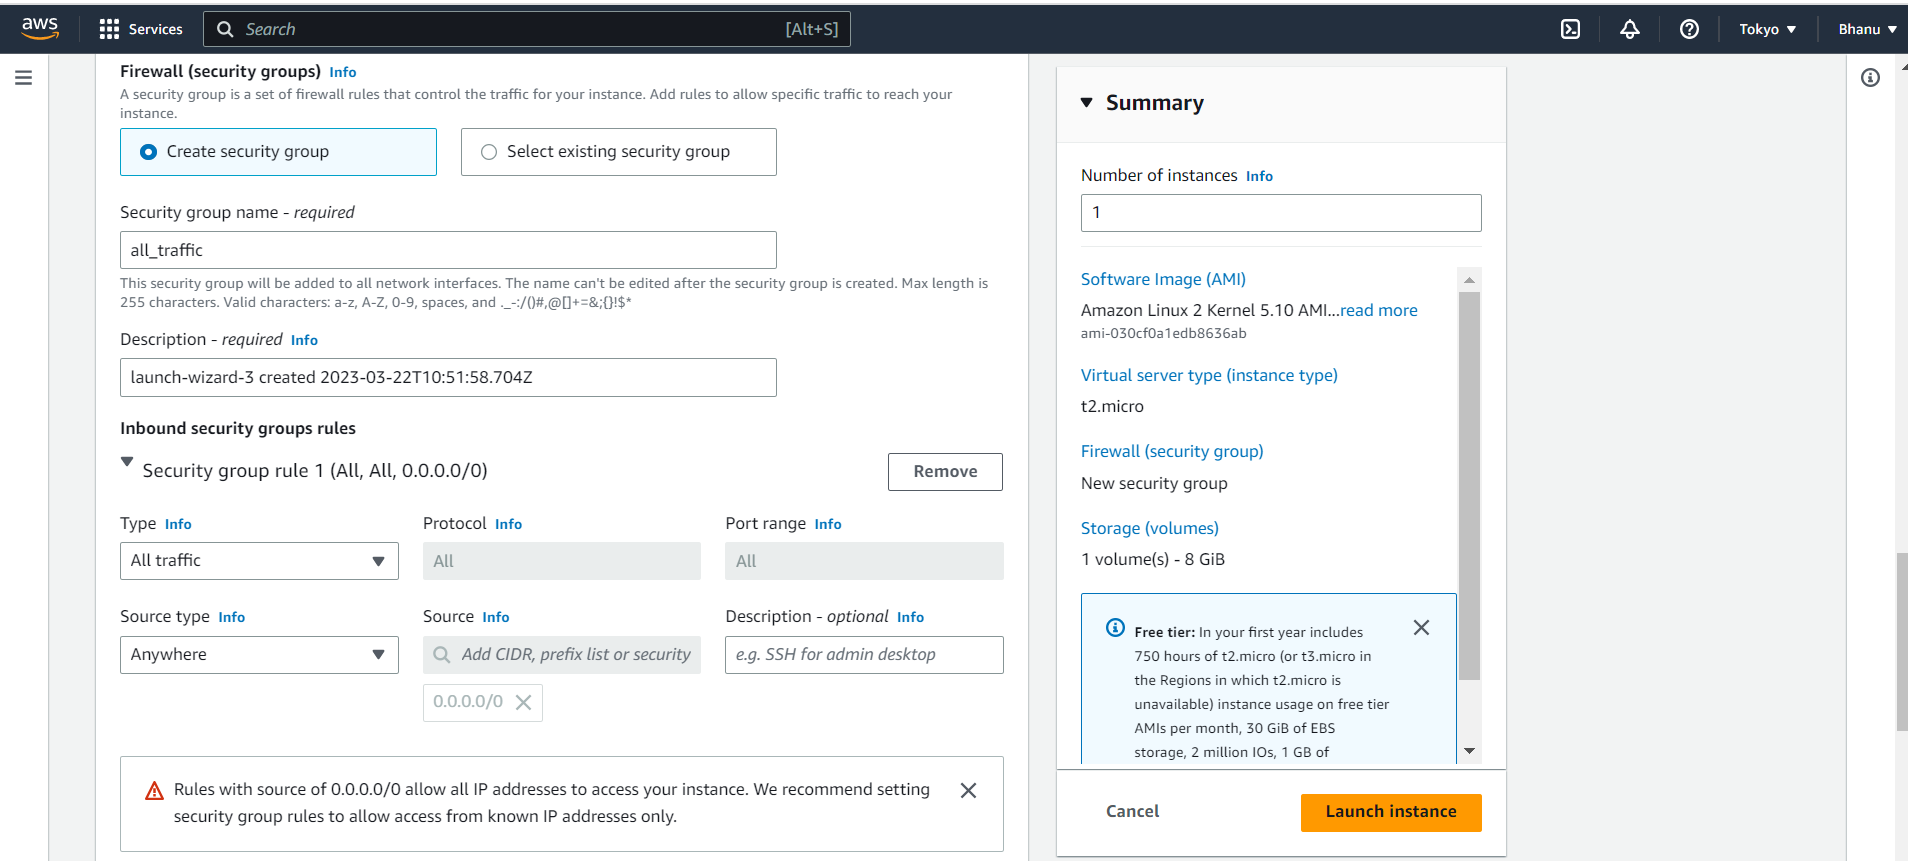 aws
Services
Search
[Alt+S]
Tokyo
Bhanu
Firewall (security groups) Info
A security group is a set of firewall rules that control the traffic for your instance. Add rules to allow specific traffic to reach your
instance.
Create security group
Select existing security group
Security group name - required
all_traffic
This security group will be added to all network interfaces. The name can't be edited after the security group is created. Max length is
255 characters. Valid characters: a-z, A-Z, 0-9, spaces, and ._-:/()#,@[]+=&;{}!$*
Description - required Info
launch-wizard-3 created 2023-03-22T10:51:58.704Z
Inbound security groups rules
Security group rule 1 (All, All, 0.0.0.0/0)
Remove
Type Info
Protocol Info
Port range Info
All traffic
All
All
Source type Info
Source Info
Description - optional Info
Anywhere
Add CIDR, prefix list or security
e.g. SSH for admin desktop
0.0.0.0/0
Rules with source of 0.0.0.0/0 allow all IP addresses to access your instance. We recommend setting
security group rules to allow access from known IP addresses only.
Summary
Number of instances Info
1
Software Image (AMI)
Amazon Linux 2 Kernel 5.10 AMI...read more
ami-030cf0a1edb8636ab
Virtual server type (instance type)
t2.micro
Firewall (security group)
New security group
Storage (volumes)
1 volume(s) - 8 GiB
Free tier: In your first year includes
750 hours of t2.micro (or t3.micro in
the Regions in which t2.micro is
unavailable) instance usage on free tier
AMIs per month, 30 GiB of EBS
storage, 2 million IOs, 1 GB of
Cancel
Launch instance